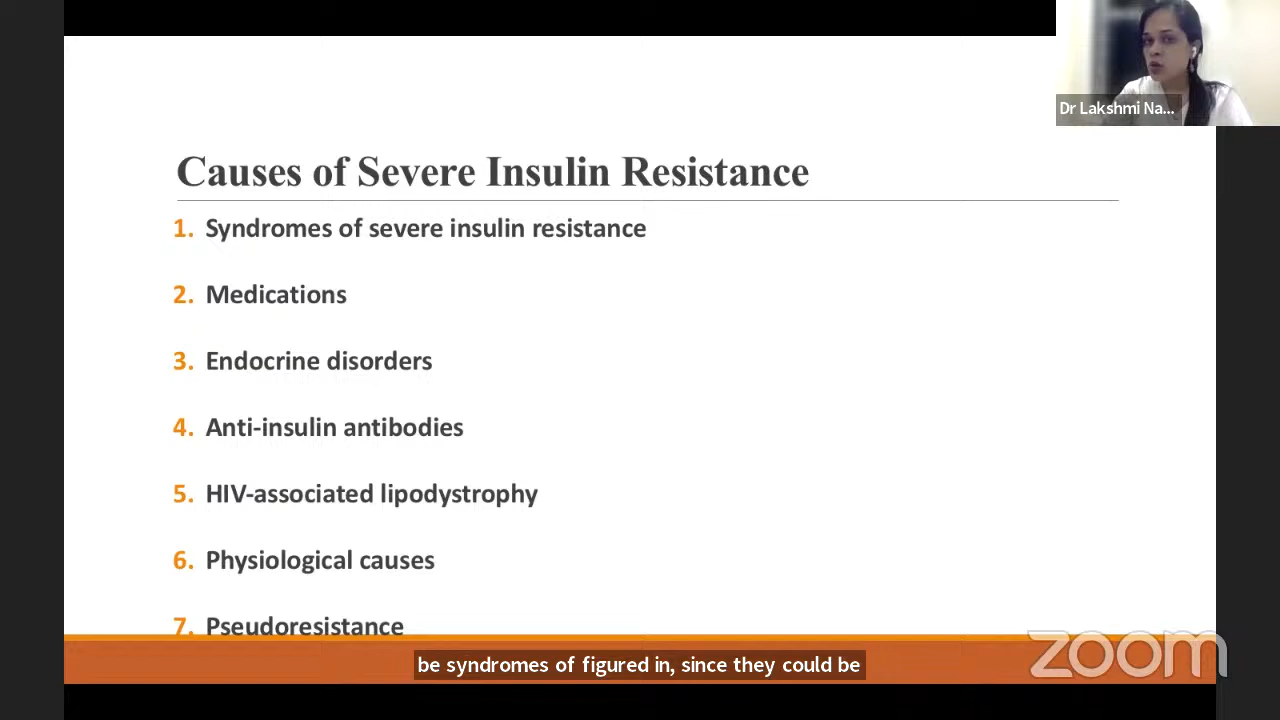 Dr Lakshmi Na...
Causes of Severe Insulin Resistance
1. Syndromes of severe insulin resistance
2. Medications
3. Endocrine disorders
4. Anti-insulin antibodies
5. HIV-associated lipodystrophy
6. Physiological causes
7. Pseudoresistance
be syndromes of figured in, since they could be
zoom